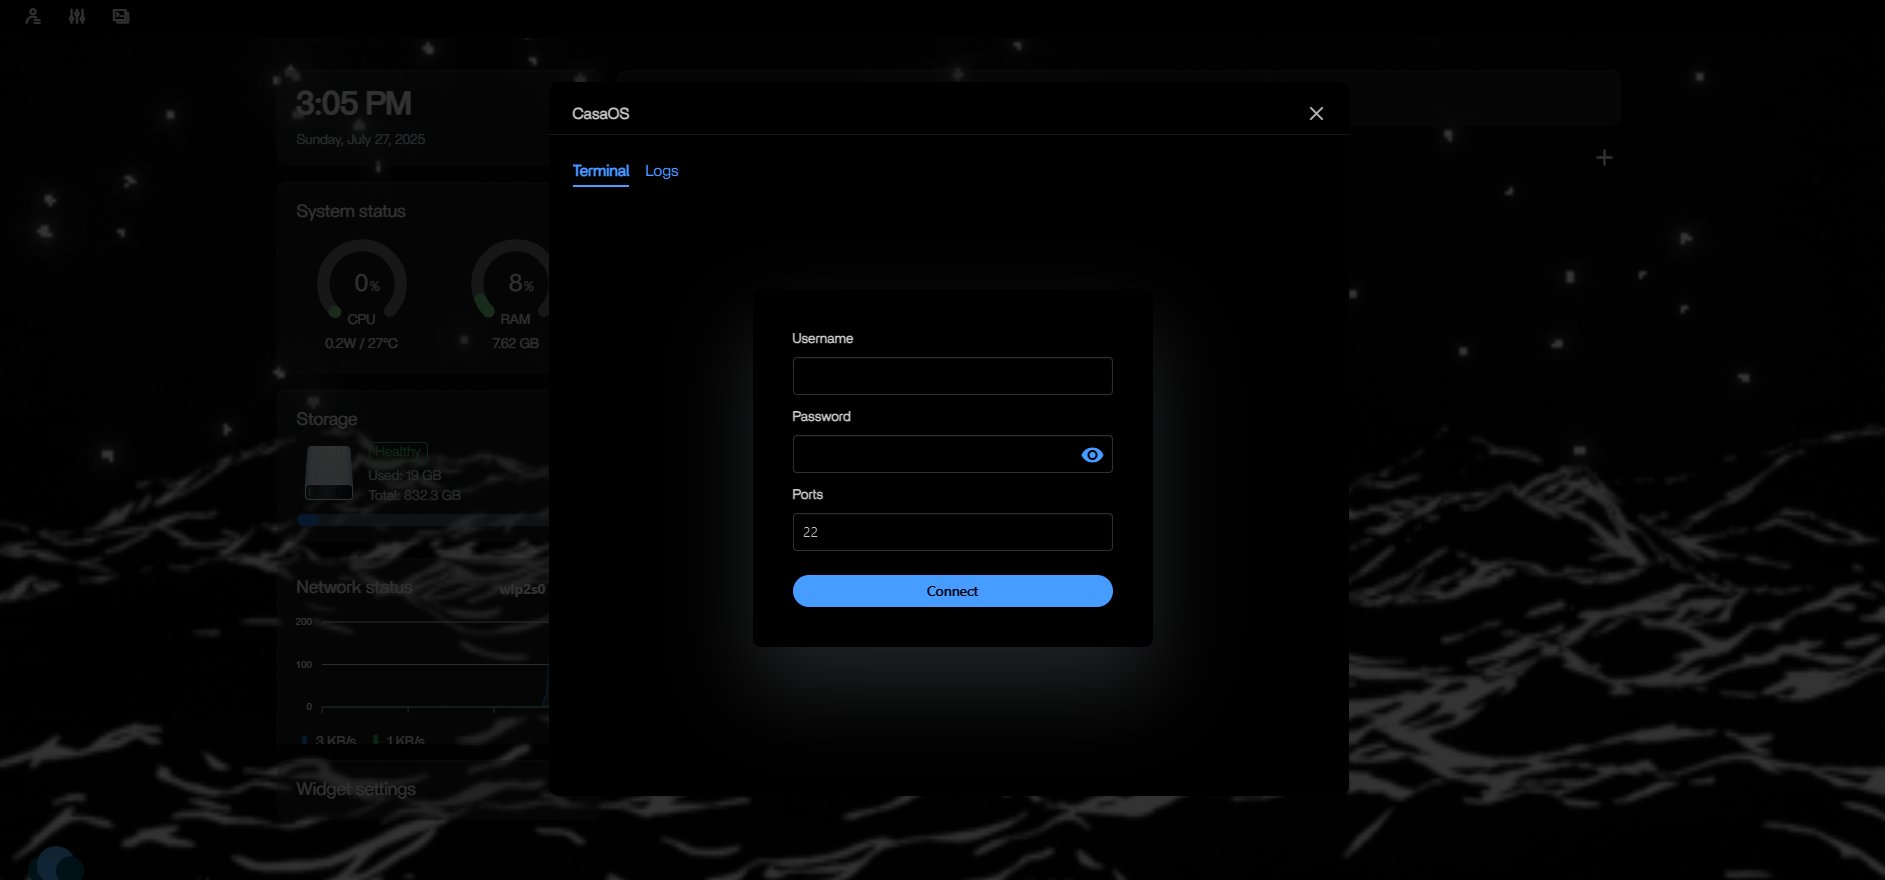 3:05 PM
Sunday, July 27, 2025
System status
0%
CPU
0.2W / 27°C
8%
RAM
7.62 GB
Storage
Healthy
Used: 19 GB
Total: 832.3 GB
Network status
wlp2s0
200
100
0
3 KB/s
1 KB/s
Widget settings
CasaOS
Terminal Logs
Username
Password
Ports
22
Connect